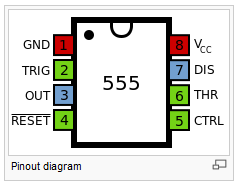 GND 1 8 VCC
TRIG 2 7 DIS
555
OUT 3 6 THR
RESET 4 5 CTRL
Pinout diagram